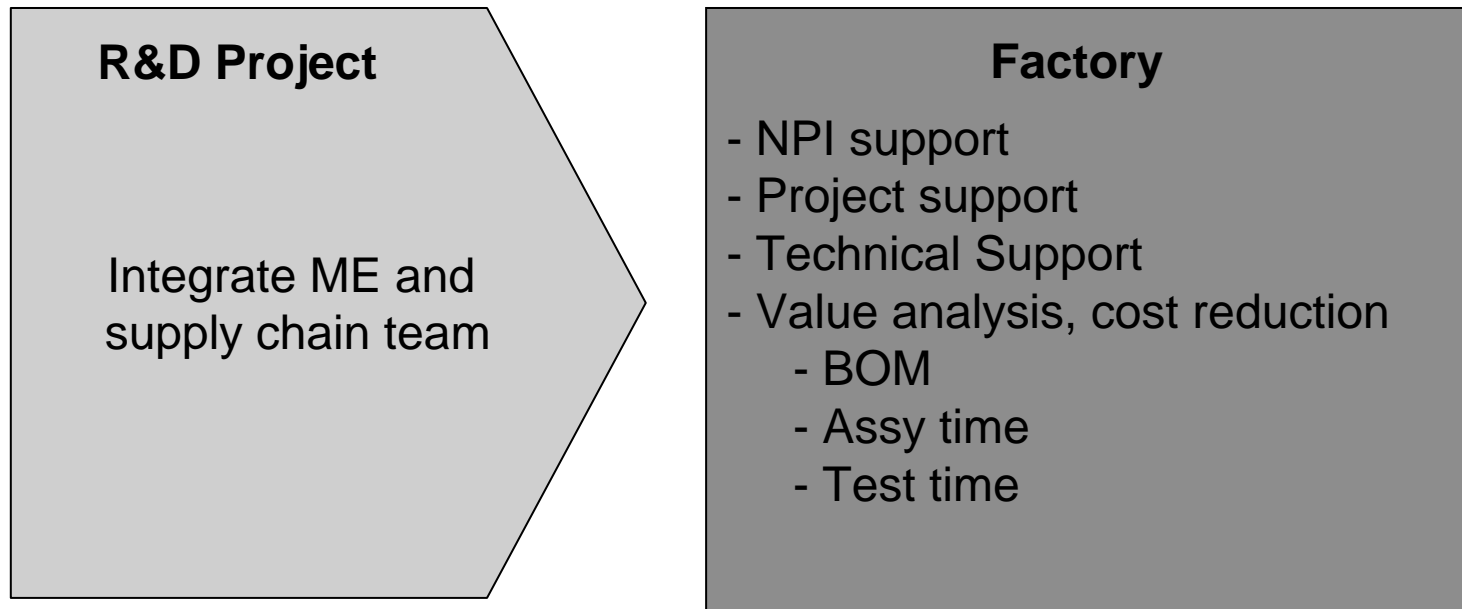 R&D Project
Integrate ME and
supply chain team
Factory
- NPI support
- Project support
- Technical Support
- Value analysis, cost reduction
- BOM
- Assy time
- Test time